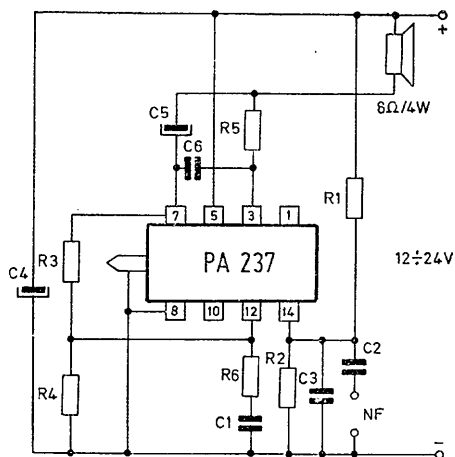 +
8Ω/4W
C5
R5
C6
R1
7 5 3 1
PA 237
12÷24V
R3
C4
8 10 12 14
R4
R6
R2
C3
C2
C1
NF
−